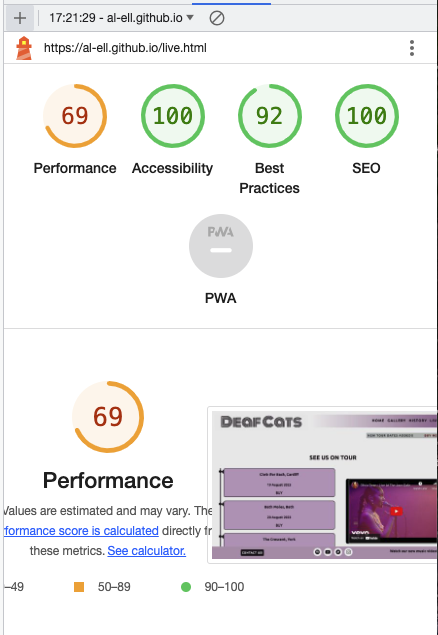 17:21:29 - al-ell.github.io
https://al-ell.github.io/live.html
69 100 92 100
Performance Accessibility Best Practices SEO
PWA
PWA
69
Performance
Values are estimated and may vary. The
formance score is calculated directly fr
these metrics. See calculator.
–49 50–89 90–100
DEAF CATS
HOME GALLERY HISTORY
SEE US ON TOUR
Clwb Ifor Bach, Cardiff
BUY
BUY
The Crescent, York
CONTACT US